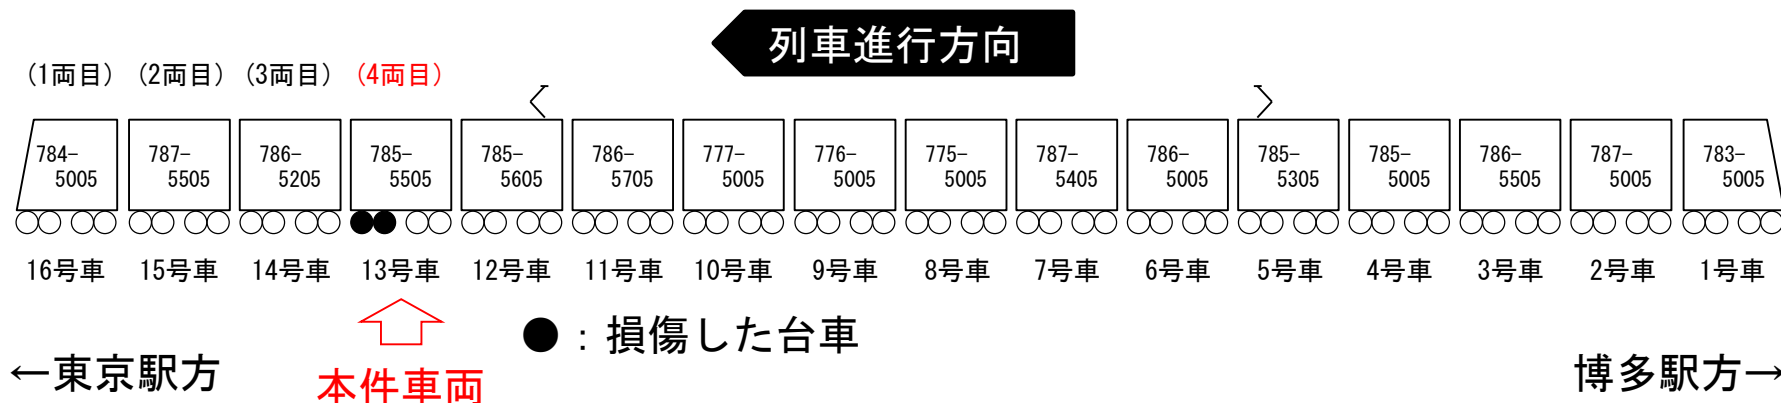 列車進行方向
(1両目) (2両目) (3両目) (4両目)
784- 787- 786- 785- 785- 786- 777- 776- 775- 787- 786- 785- 785- 786- 787- 783-
5005 5505 5205 5505 5605 5705 5005 5005 5005 5405 5005 5305 5005 5505 5005 5005
16号車 15号車 14号車 13号車 12号車 11号車 10号車 9号車 8号車 7号車 6号車 5号車 4号車 3号車 2号車 1号車
●:損傷した台車
←東京駅方 博多駅方→
本件車両